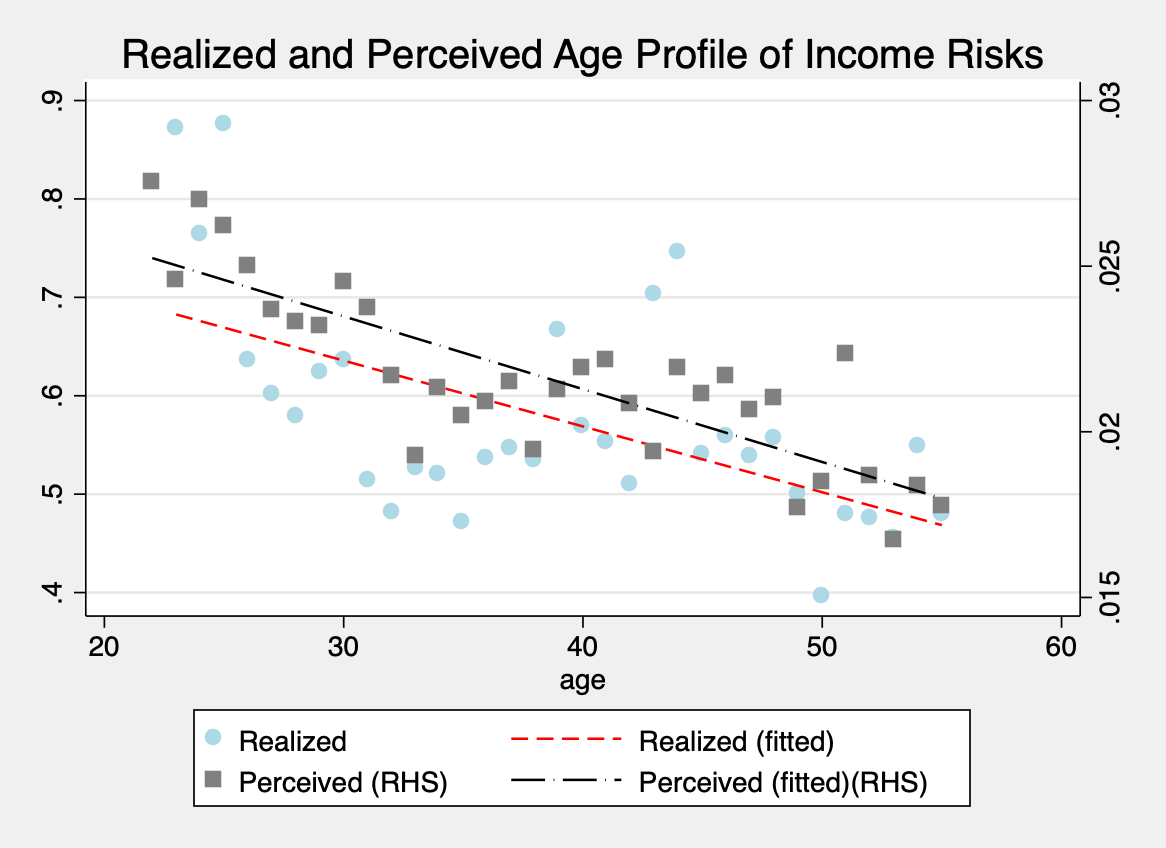 Realized and Perceived Age Profile of Income Risks
.9
.8
.7
.6
.5
.4
.03
.025
.02
.015
20 30 40 50 60
age
Realized Realized (fitted)
Perceived (RHS) Perceived (fitted)(RHS)